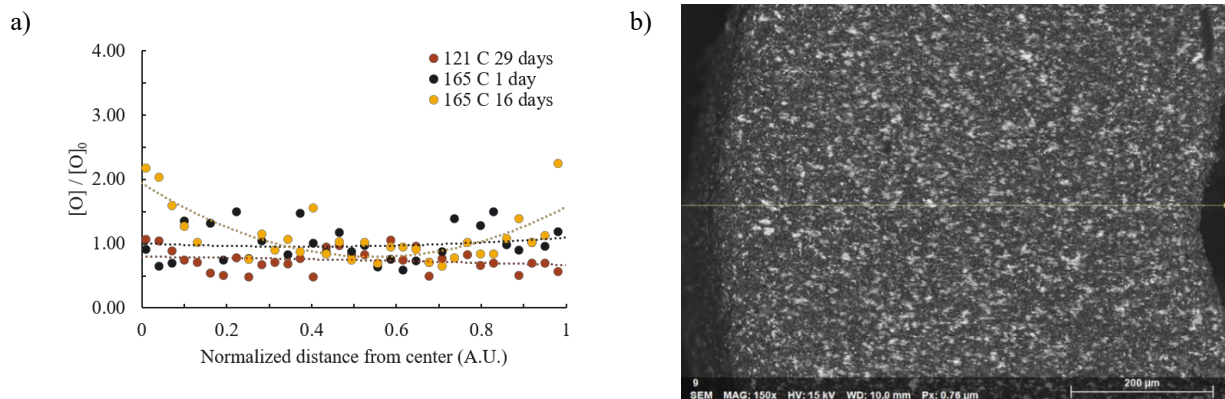 a)
4.00
3.00
2.00
1.00
0.00
[O] / [O]₀
121 C 29 days
165 C 1 day
165 C 16 days
0
0.2
0.4
0.6
0.8
1
Normalized distance from center (A.U.)
b)
9
200 µm
SEM MAG: 150x HV: 15 kV WD: 10.0 mm Px: 0.76 µm